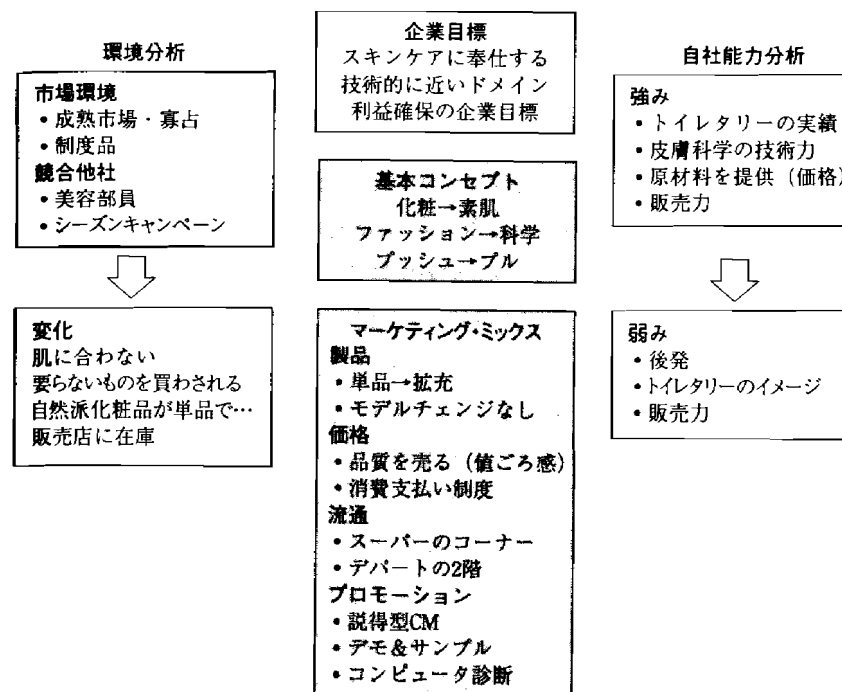 環境分析
市場環境
• 成熟市場・寡占
• 制度品
競合他社
• 美容部員
• シーズンキャンペーン
変化
肌に合わない
要らないものを買わされる
自然派化粧品が単品で…
販売店に在庫
企業目標
スキンケアに奉仕する
技術的に近いドメイン
利益確保の企業目標
基本コンセプト
化粧→素肌
ファッション→科学
プッシュ→プル
マーケティング・ミックス
製品
• 単品→拡充
• モデルチェンジなし
価格
• 品質を売る（値ごろ感）
• 消費支払い制度
流通
• スーパーのコーナー
• デパートの2階
プロモーション
• 説得型CM
• デモ&サンプル
• コンピュータ診断
自社能力分析
強み
• トイレタリーの実績
• 皮膚科学の技術力
• 原材料を提供（価格）
• 販売力
弱み
• 後発
• トイレタリーのイメージ
• 販売力